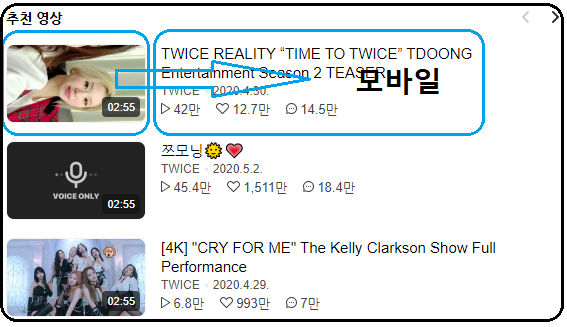 추천 영상
TWICE REALITY “TIME TO TWICE” TDOONG
Entertainment Season 2 TEASER
TWICE · 2020.4.30.
42만 12.7만 14.5만
모바일
02:55
쯔모닝🌞💗
TWICE · 2020.5.2.
45.4만 1,511만 18.4만
VOICE ONLY
02:55
[4K] "CRY FOR ME" The Kelly Clarkson Show Full
Performance
TWICE · 2020.4.29.
6.8만 993만 7만
02:55